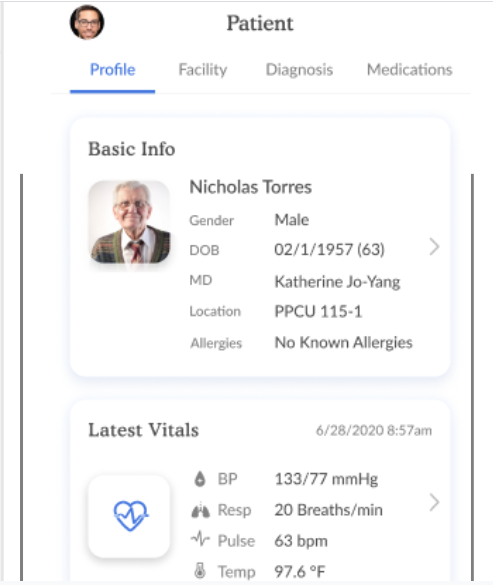 Patient
Profile Facility Diagnosis Medications
Basic Info
Nicholas Torres
Gender Male
DOB 02/1/1957 (63)
MD Katherine Jo-Yang
Location PPCU 115-1
Allergies No Known Allergies
Latest Vitals 6/28/2020 8:57am
BP 133/77 mmHg
Resp 20 Breaths/min
Pulse 63 bpm
Temp 97.6 °F